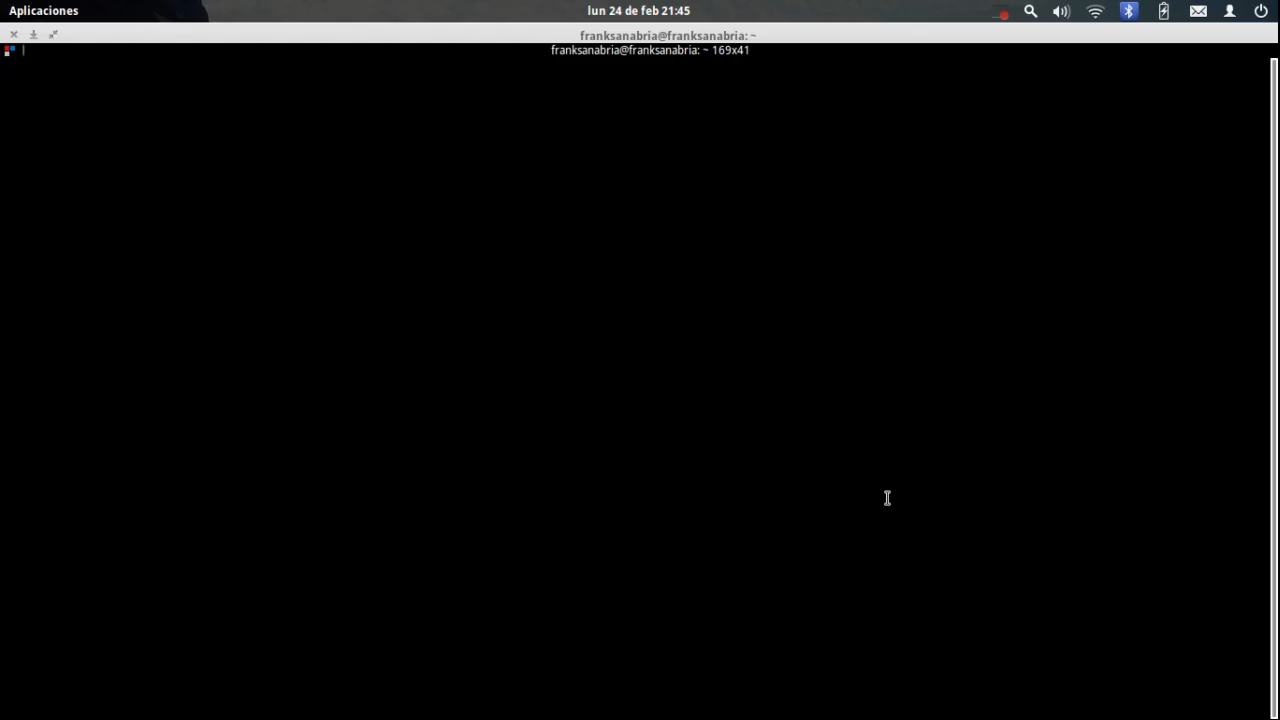 Aplicaciones lun 24 de feb 21:45
franksanabria@franksanabria: ~
franksanabria@franksanabria: ~ 169x41